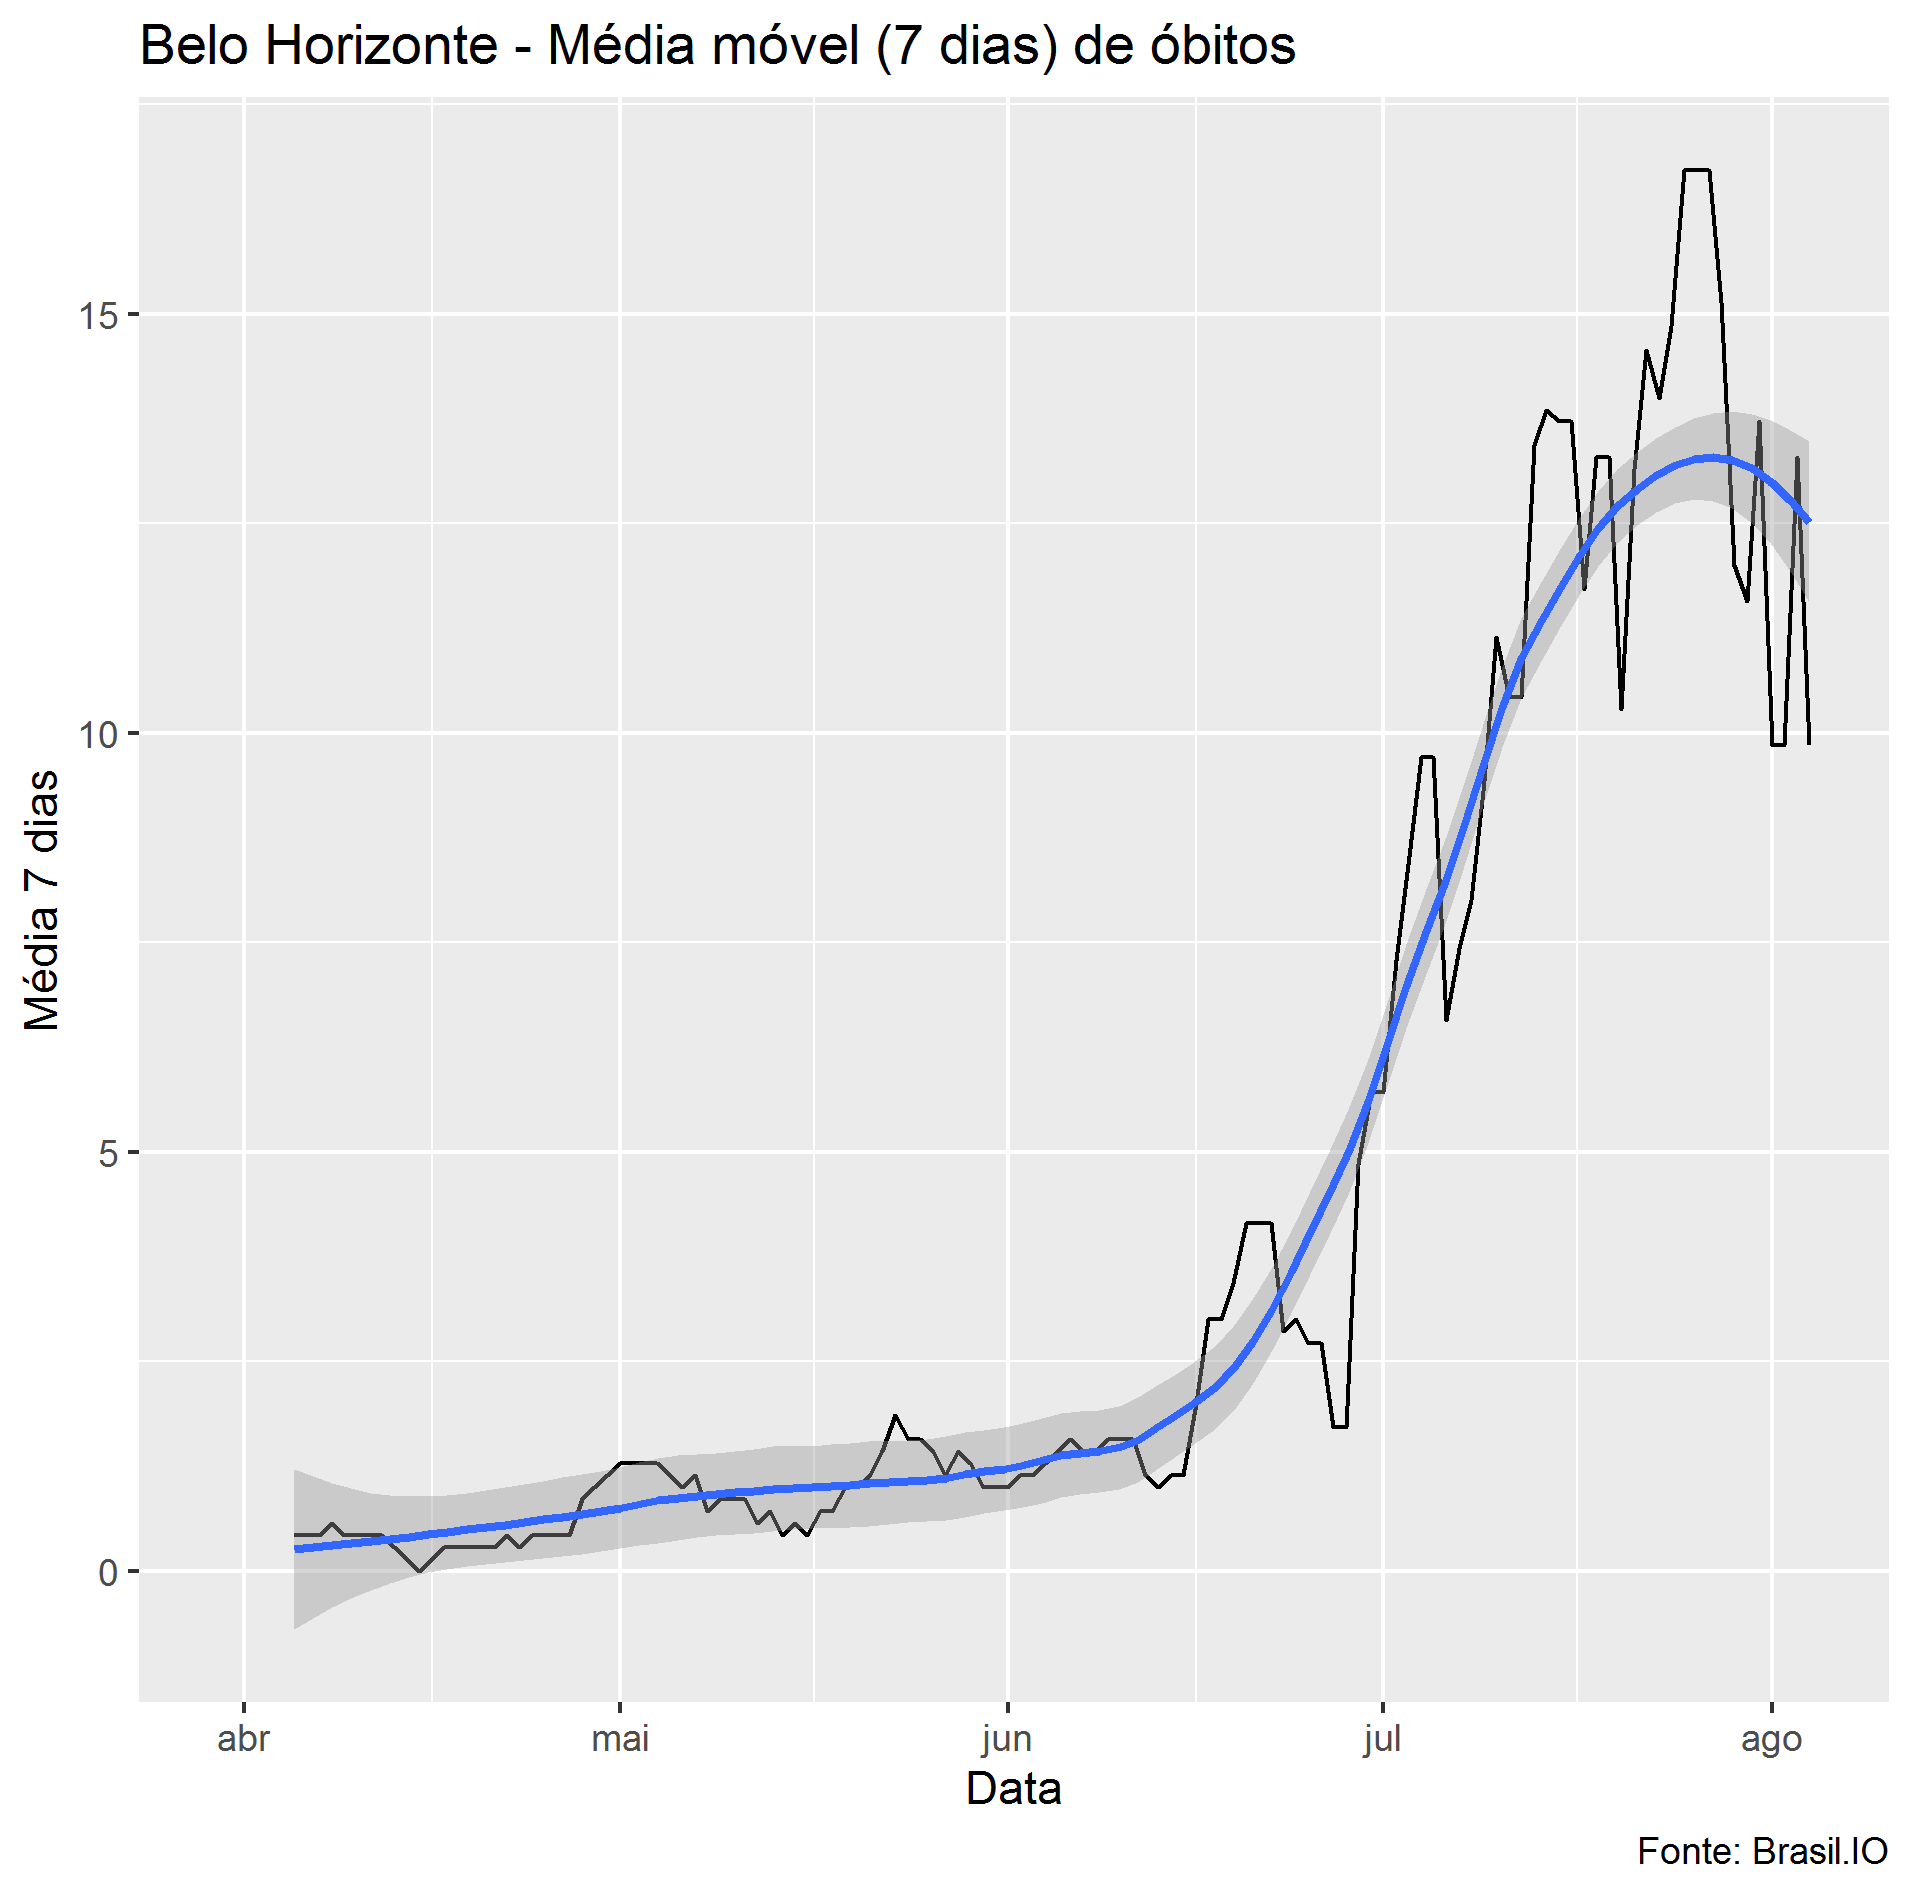 Belo Horizonte - Média móvel (7 dias) de óbitos
Média 7 dias
15
10
5
0
abr
mai
jun
jul
ago
Data
Fonte: Brasil.IO